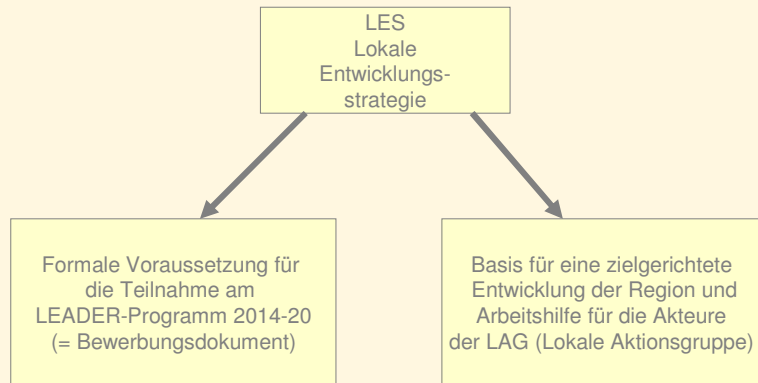 LES
Lokale
Entwicklungs-
strategie
Formale Voraussetzung für
die Teilnahme am
LEADER-Programm 2014-20
(= Bewerbungsdokument)
Basis für eine zielgerichtete
Entwicklung der Region und
Arbeitshilfe für die Akteure
der LAG (Lokale Aktionsgruppe)